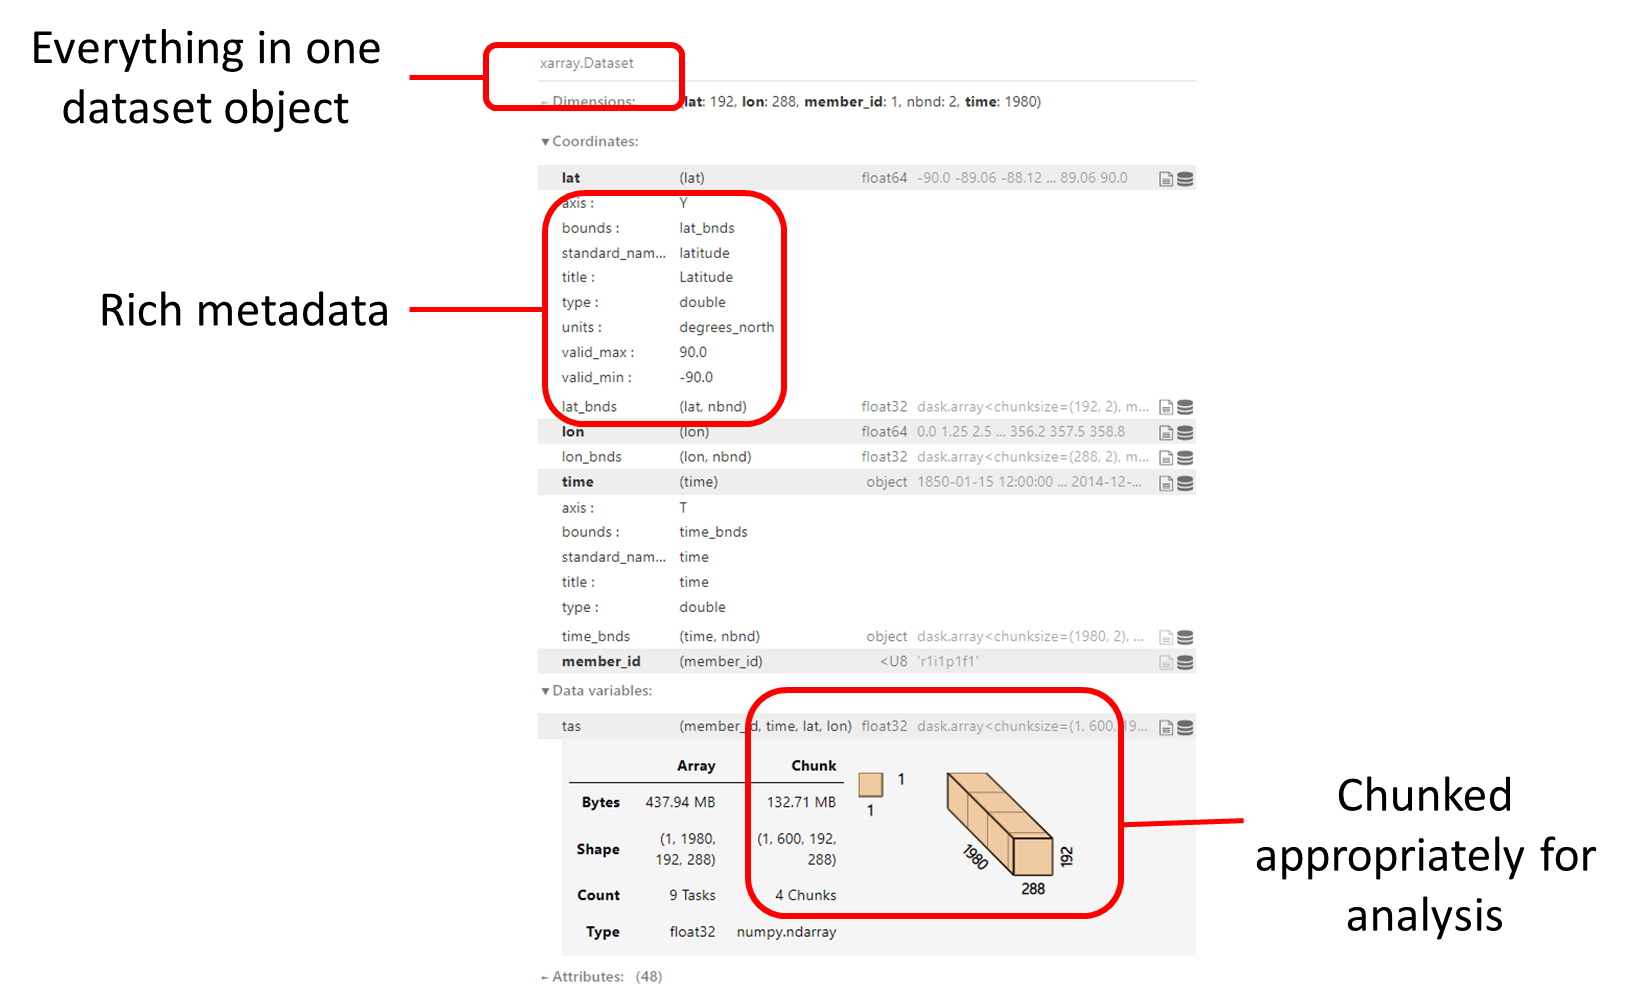 Everything in one
dataset object
xarray.Dataset
Dimensions: (lat: 192, lon: 288, member_id: 1, nbnd: 2, time: 1980)
▼ Coordinates:
lat (lat) float64 -90.0 -89.06 -88.12 ... 89.06 90.0
Rich metadata
axis : Y
bounds : lat_bnds
standard_nam... latitude
title : Latitude
type : double
units : degrees_north
valid_max : 90.0
valid_min : -90.0
lat_bnds (lat, nbnd) float32 dask.array<chunksize=(192, 2), m...
lon (lon) float64 0.0 1.25 2.5 ... 356.2 357.5 358.8
lon_bnds (lon, nbnd) float32 dask.array<chunksize=(288, 2), m...
time (time) object 1850-01-15 12:00:00 ... 2014-12-...
axis : T
bounds : time_bnds
standard_nam... time
title : time
type : double
time_bnds (time, nbnd) object dask.array<chunksize=(1980, 2), ...
member_id (member_id) <U8 'r1i1p1f1'
▼ Data variables:
tas (member_id, time, lat, lon) float32 dask.array<chunksize=(1, 600, 19...
Array Chunk
Bytes 437.94 MB 132.71 MB
Shape (1, 1980, 192, 288) (1, 600, 192, 288)
Count 9 Tasks 4 Chunks
Type float32 numpy.ndarray
1
1
1980
192
288
Chunked
appropriately for
analysis
Attributes: (48)